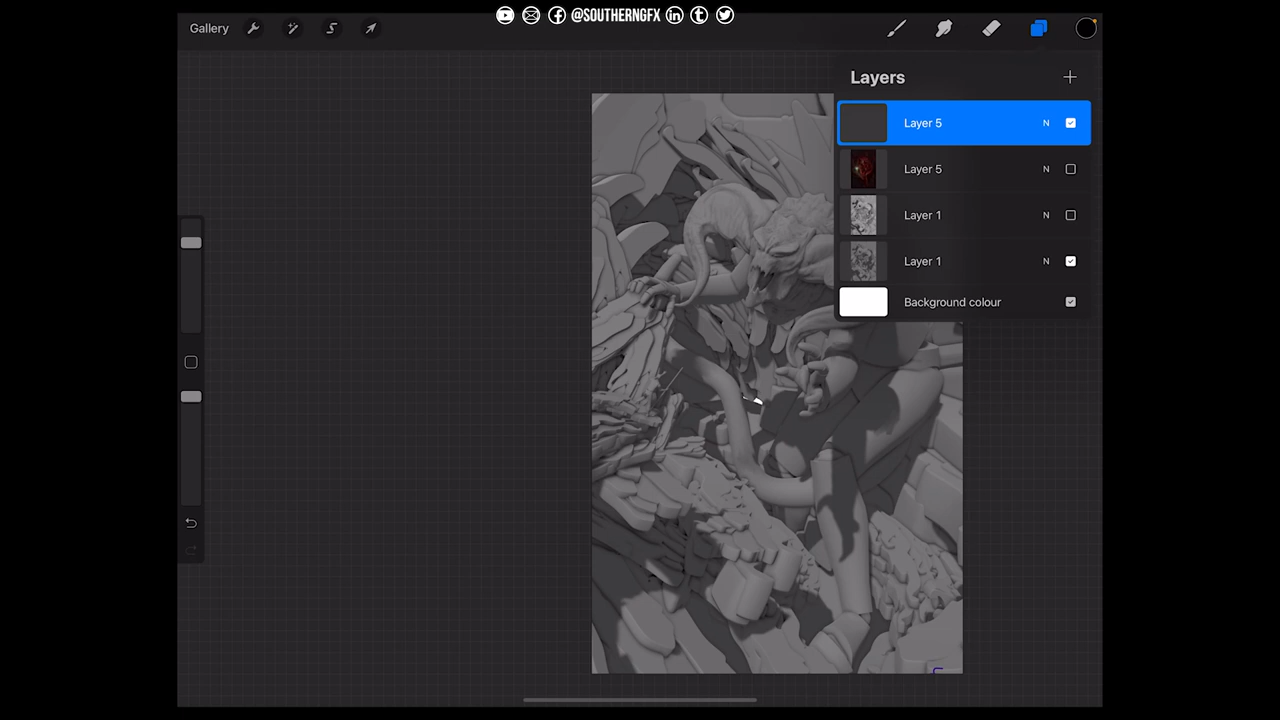 @SOUTHERNGFX
Gallery
Layers
Layer 5 N
Layer 5 N
Layer 1 N
Layer 1 N
Background colour